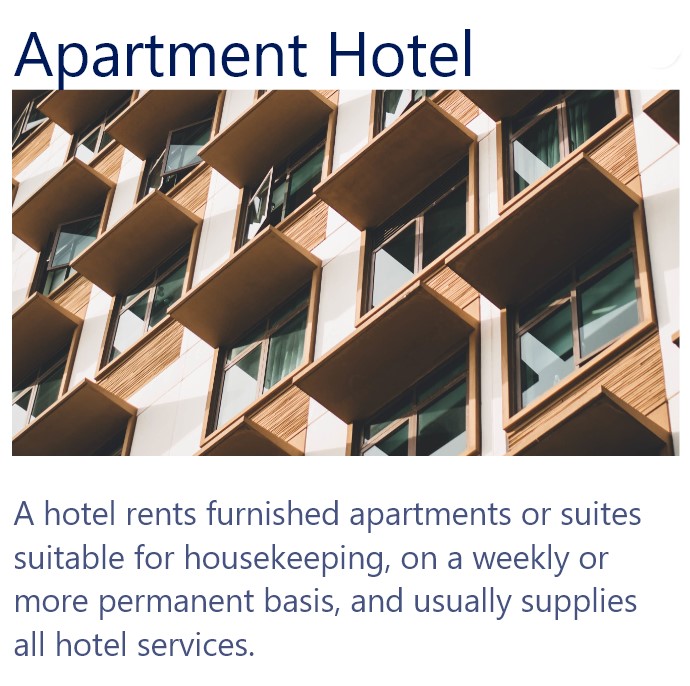 Apartment Hotel
A hotel rents furnished apartments or suites
suitable for housekeeping, on a weekly or
more permanent basis, and usually supplies
all hotel services.